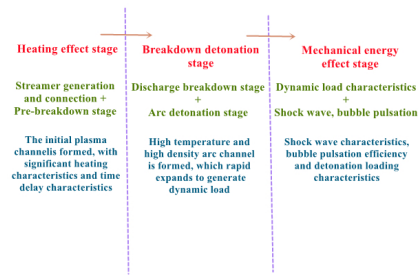 Heating effect stage
Streamer generation
and connection +
Pre-breakdown stage
The initial plasma
channelis formed, with
significant heating
characteristics and time
delay characteristics
Breakdown detonation
stage
Discharge breakdown stage
+
Arc detonation stage
High temperature and
high density arc channel
is formed, which rapid
expands to generate
dynamic load
Mechanical energy
effect stage
Dynamic load characteristics
+
Shock wave, bubble pulsation
Shock wave characteristics,
bubble pulsation efficiency
and detonation loading
characteristics